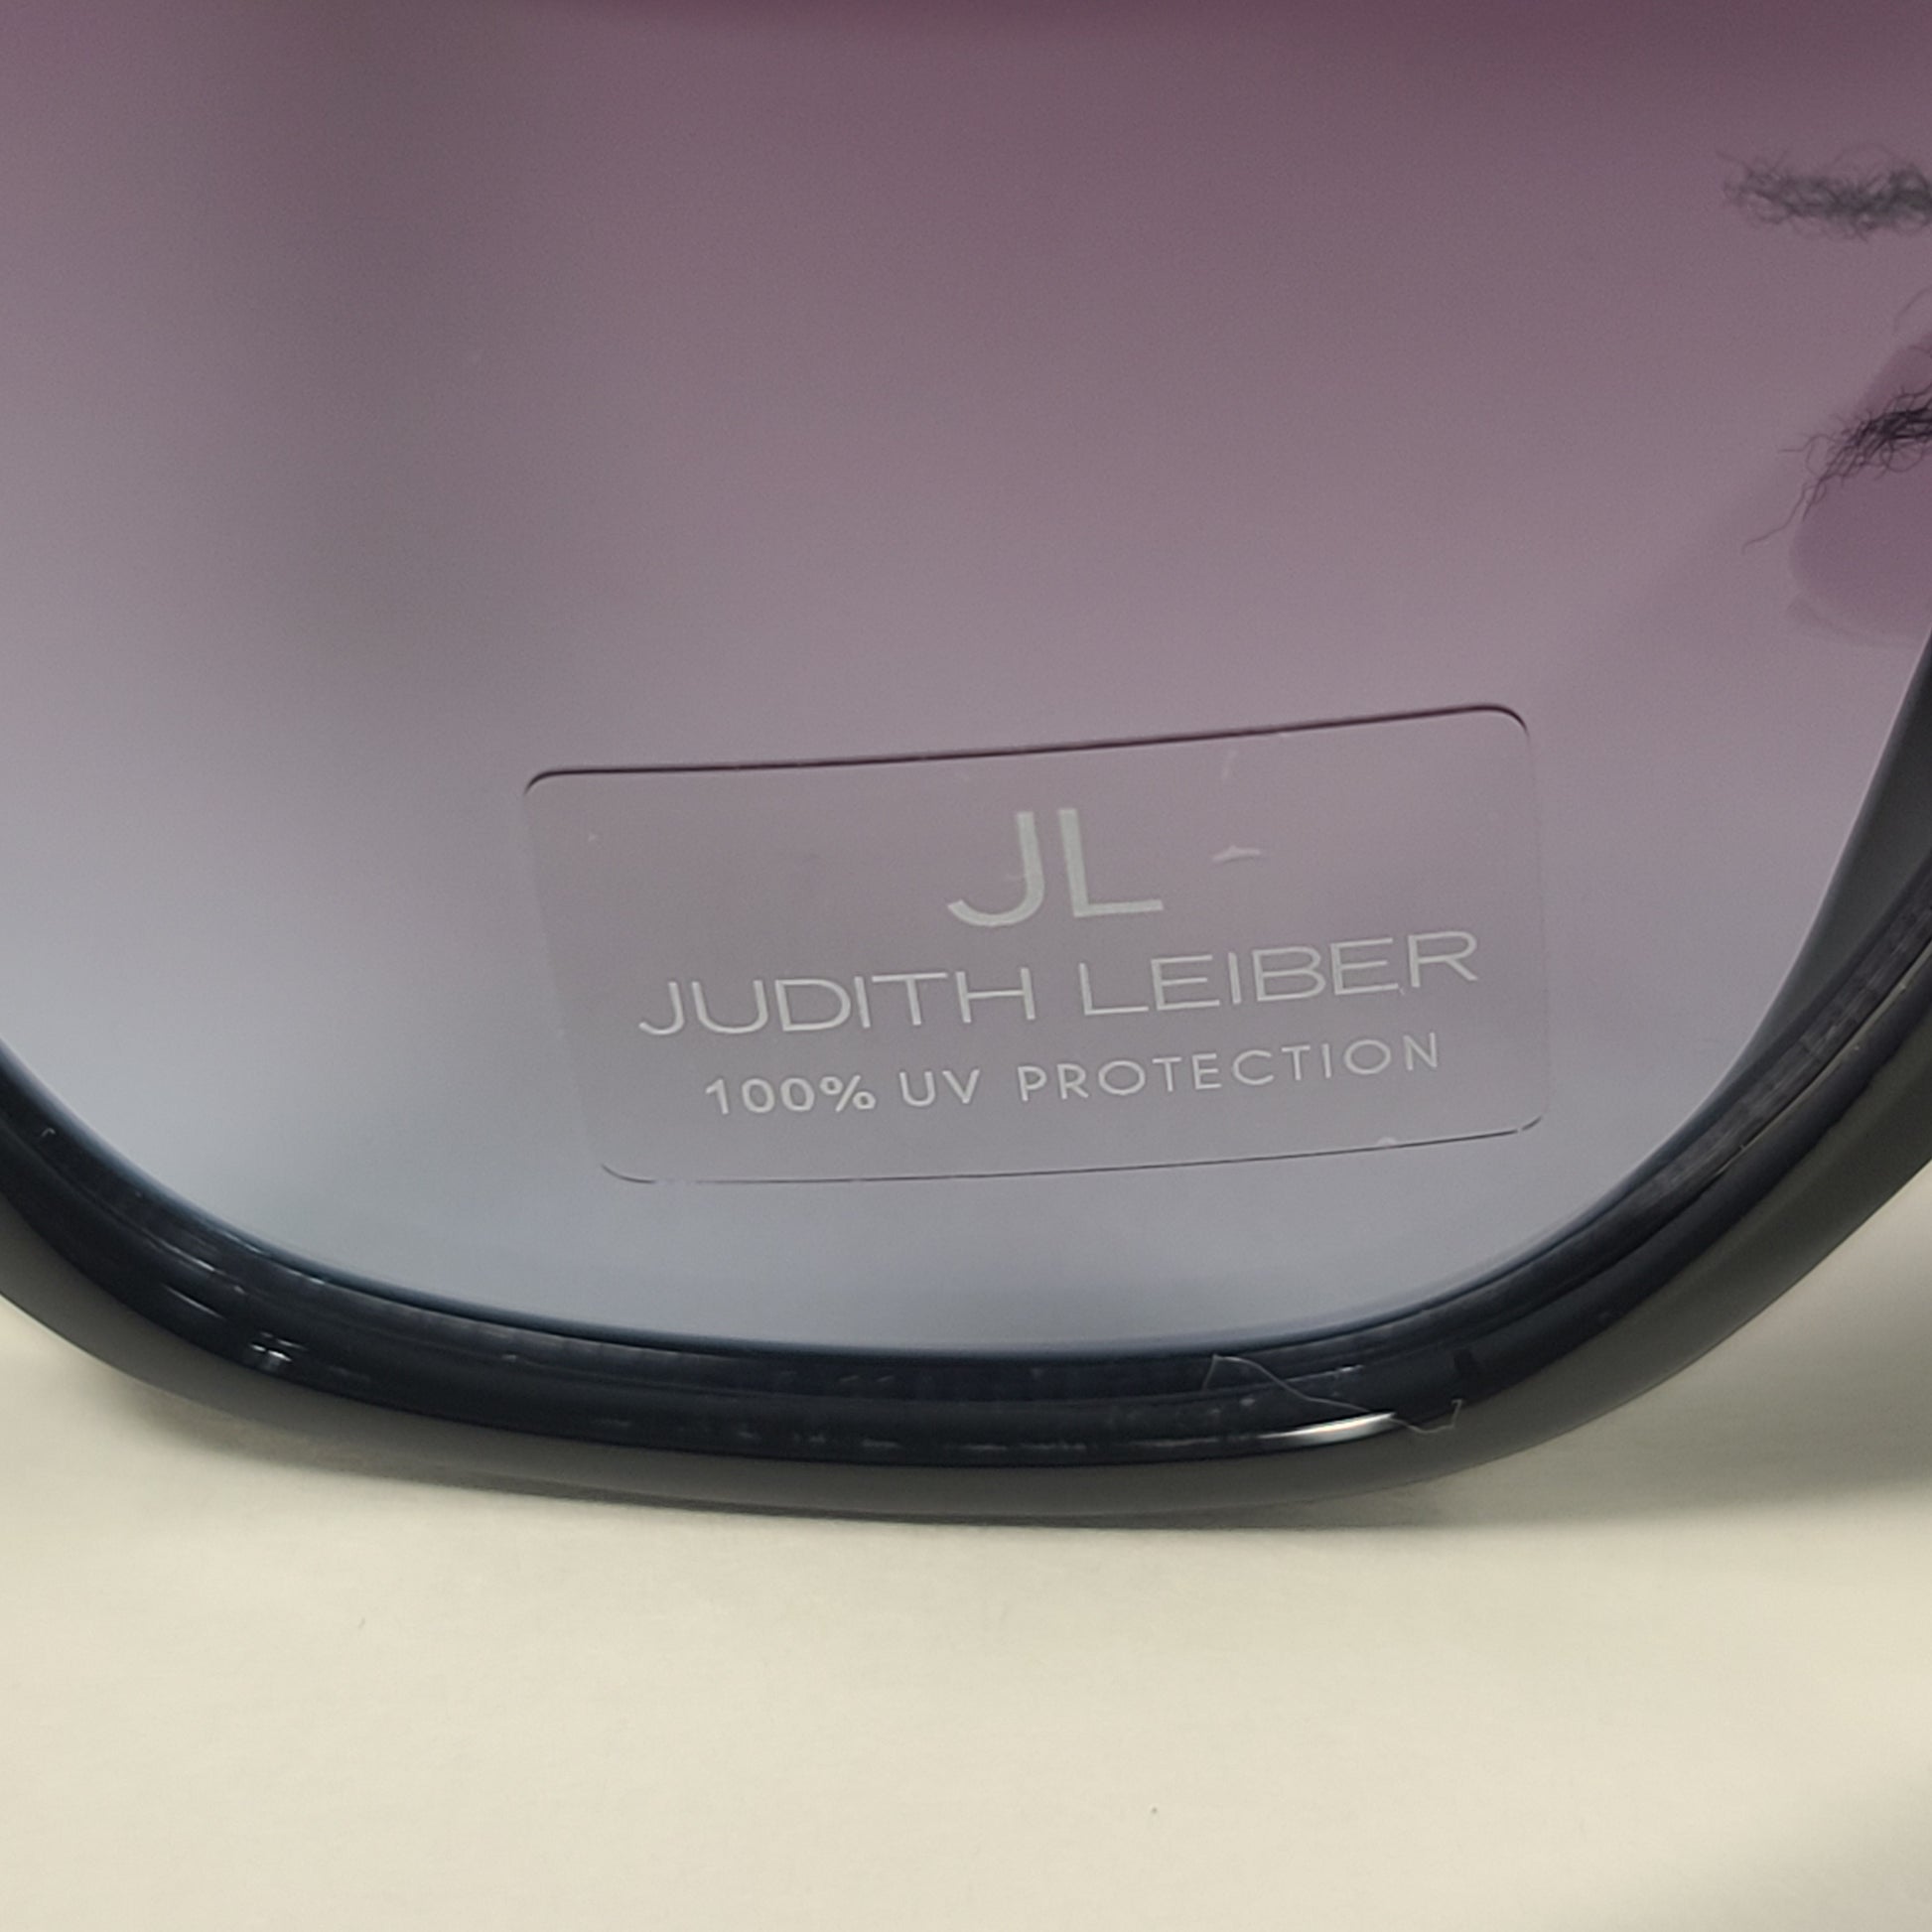 JL
JUDITH LEIBER
100% UV PROTECTION